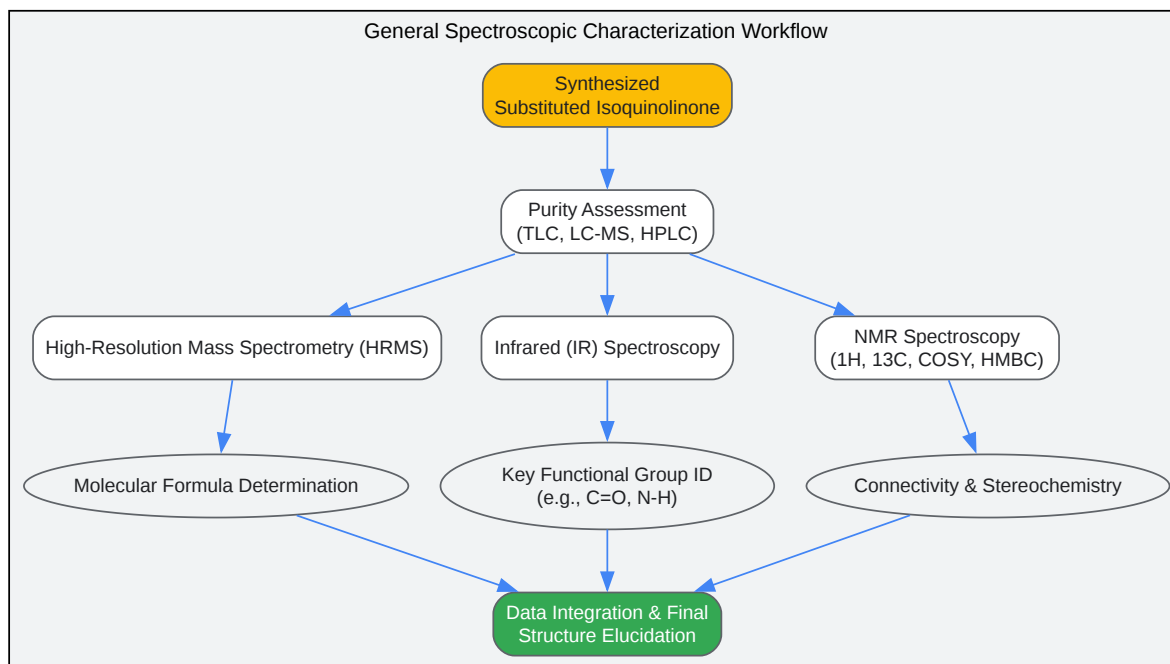 General Spectroscopic Characterization Workflow
Synthesized
Substituted Isoquinolinone
Purity Assessment
(TLC, LC-MS, HPLC)
High-Resolution Mass Spectrometry (HRMS)
Infrared (IR) Spectroscopy
NMR Spectroscopy
(1H, 13C, COSY, HMBC)
Molecular Formula Determination
Key Functional Group ID
(e.g., C=O, N-H)
Connectivity & Stereochemistry
Data Integration & Final
Structure Elucidation